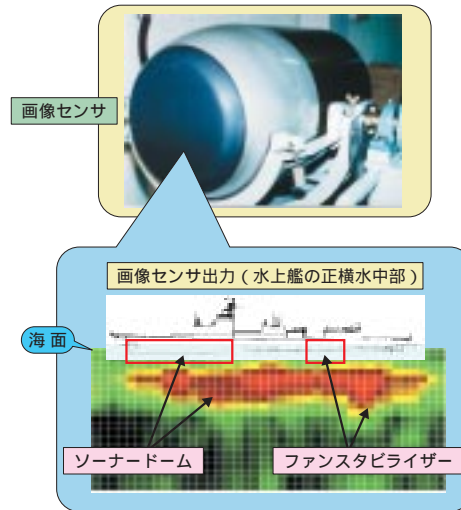 画像センサ
画像センサ出力(水上艦の正横水中部)
海面
ソーナードーム
ファンスタビライザー